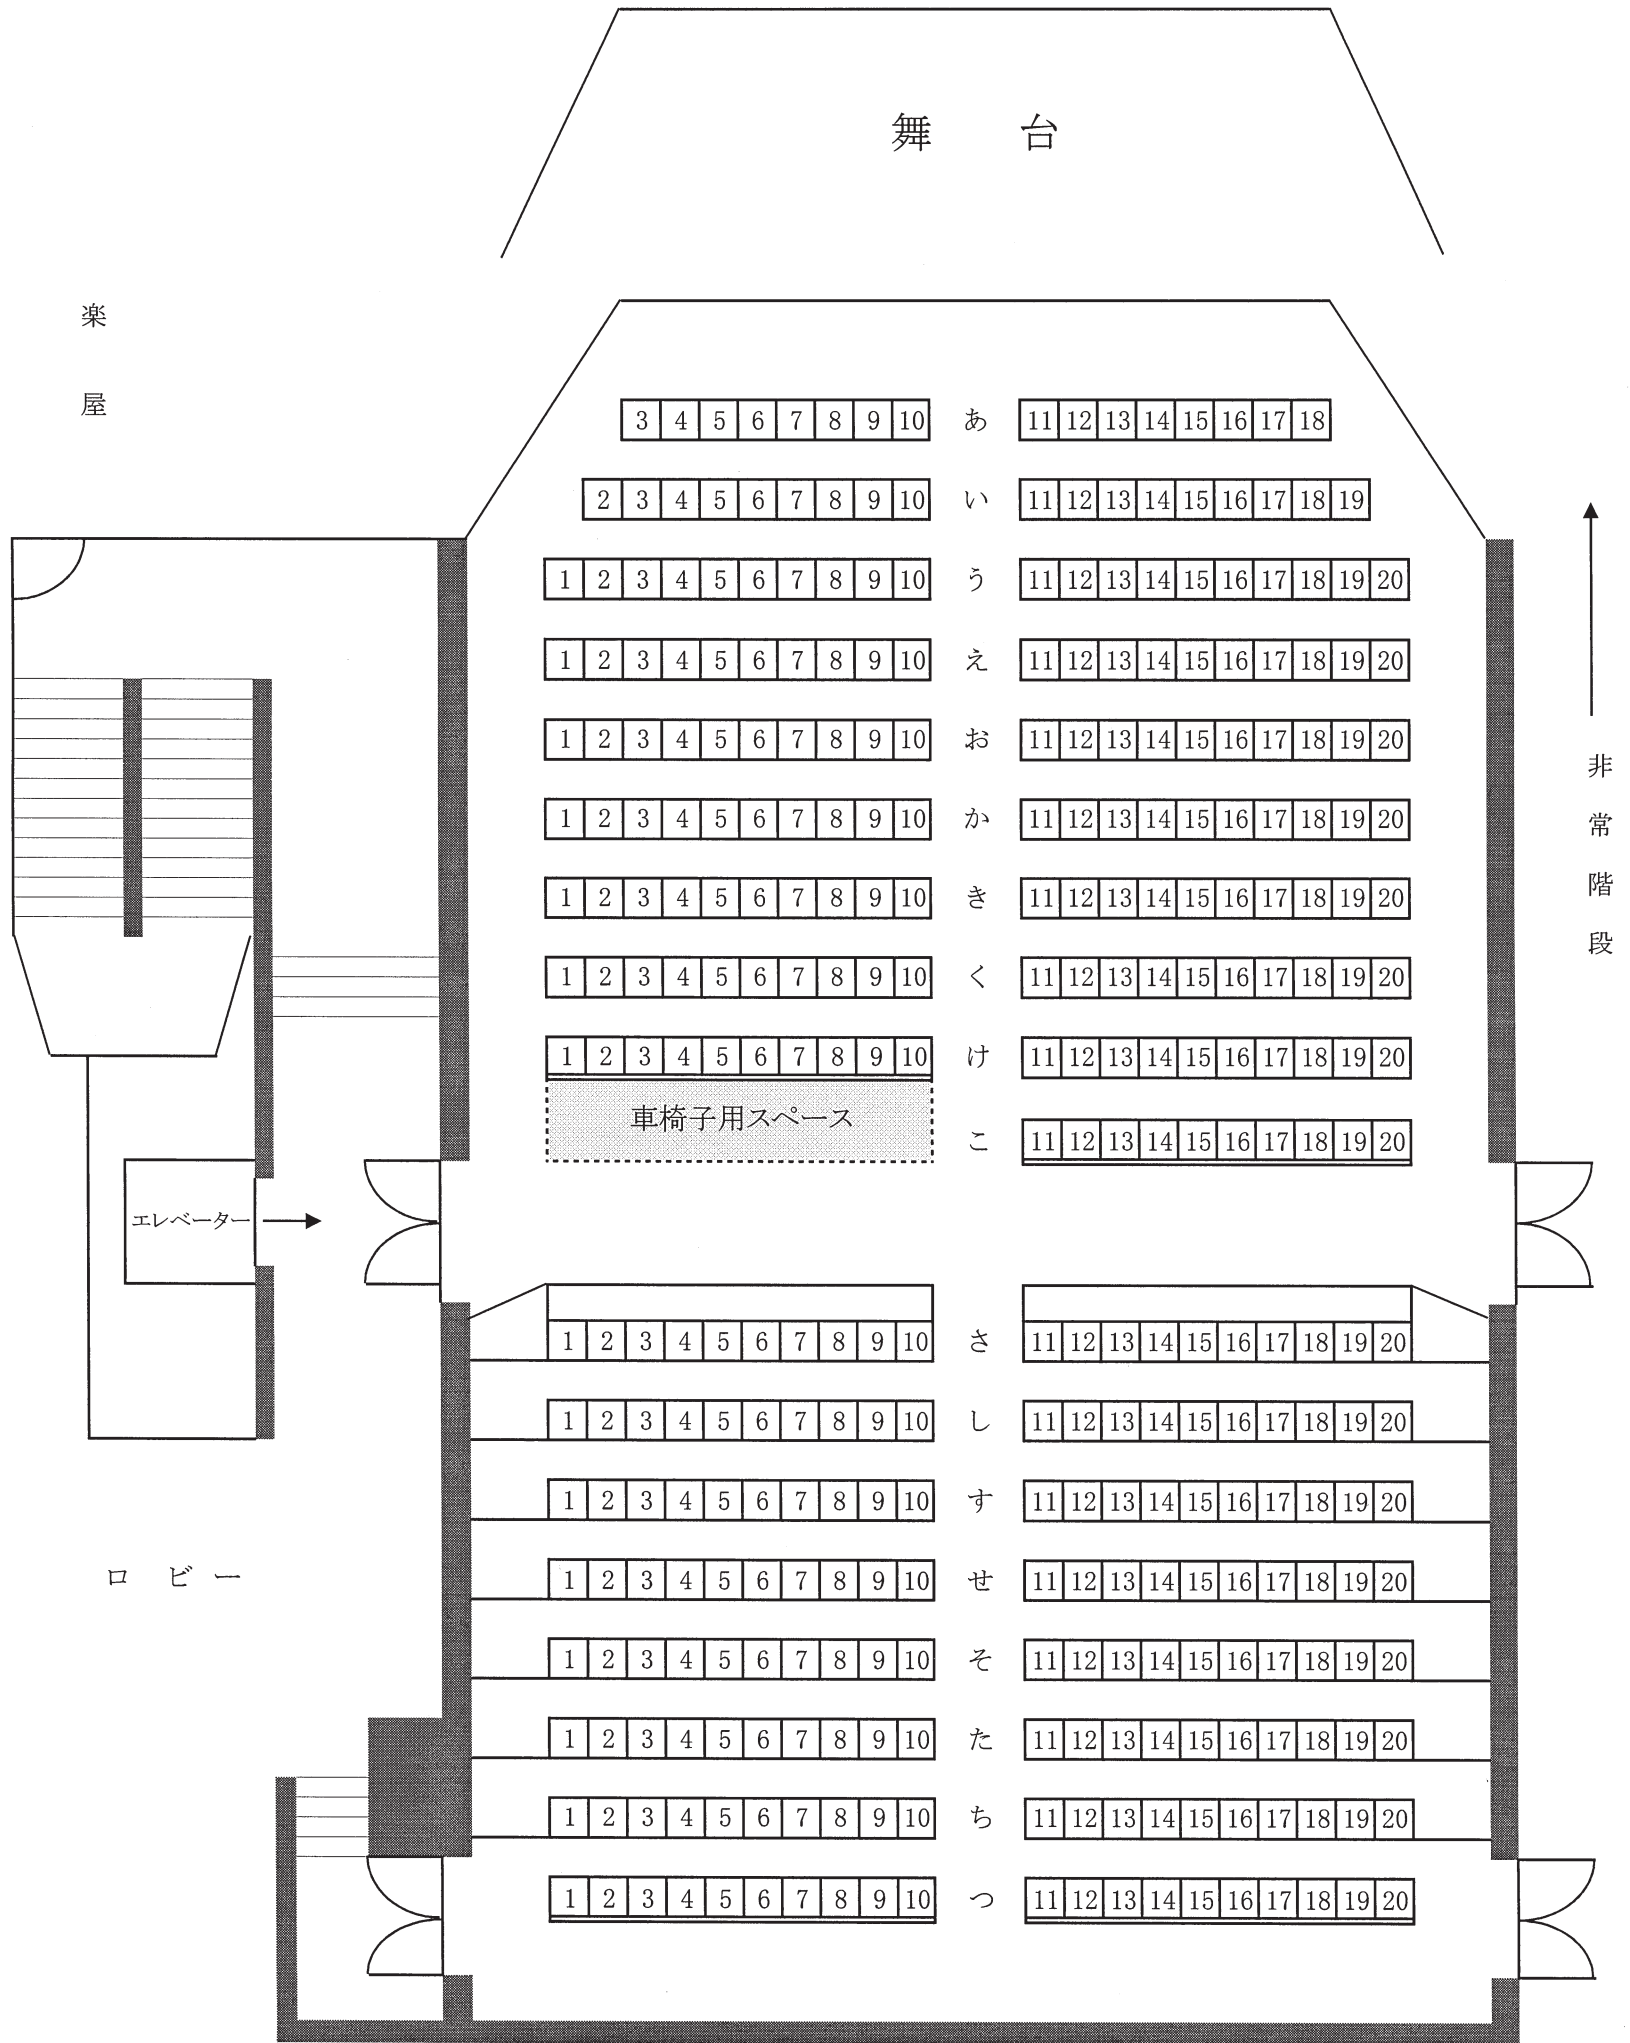 舞 台
楽屋
3 4 5 6 7 8 9 10 あ 11 12 13 14 15 16 17 18
2 3 4 5 6 7 8 9 10 い 11 12 13 14 15 16 17 18 19
1 2 3 4 5 6 7 8 9 10 う 11 12 13 14 15 16 17 18 19 20
1 2 3 4 5 6 7 8 9 10 え 11 12 13 14 15 16 17 18 19 20
1 2 3 4 5 6 7 8 9 10 お 11 12 13 14 15 16 17 18 19 20
1 2 3 4 5 6 7 8 9 10 か 11 12 13 14 15 16 17 18 19 20
1 2 3 4 5 6 7 8 9 10 き 11 12 13 14 15 16 17 18 19 20
1 2 3 4 5 6 7 8 9 10 く 11 12 13 14 15 16 17 18 19 20
非常階段
1 2 3 4 5 6 7 8 9 10 け 11 12 13 14 15 16 17 18 19 20
車椅子用スペース こ 11 12 13 14 15 16 17 18 19 20
エレベーター
1 2 3 4 5 6 7 8 9 10 さ 11 12 13 14 15 16 17 18 19 20
1 2 3 4 5 6 7 8 9 10 し 11 12 13 14 15 16 17 18 19 20
1 2 3 4 5 6 7 8 9 10 す 11 12 13 14 15 16 17 18 19 20
ロビー
1 2 3 4 5 6 7 8 9 10 せ 11 12 13 14 15 16 17 18 19 20
1 2 3 4 5 6 7 8 9 10 そ 11 12 13 14 15 16 17 18 19 20
1 2 3 4 5 6 7 8 9 10 た 11 12 13 14 15 16 17 18 19 20
1 2 3 4 5 6 7 8 9 10 ち 11 12 13 14 15 16 17 18 19 20
1 2 3 4 5 6 7 8 9 10 つ 11 12 13 14 15 16 17 18 19 20